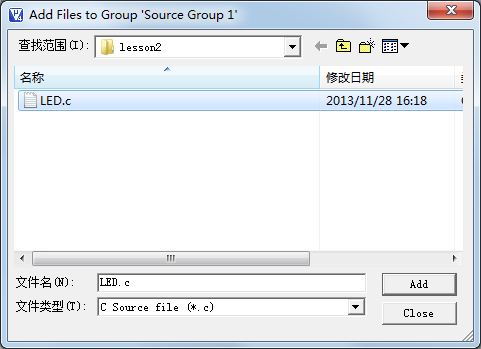 Add Files to Group 'Source Group 1'
查找范围(I): lesson2
名称 修改日期
LED.c 2013/11/28 16:18
文件名(N): LED.c Add
文件类型(T): C Source file (*.c) Close